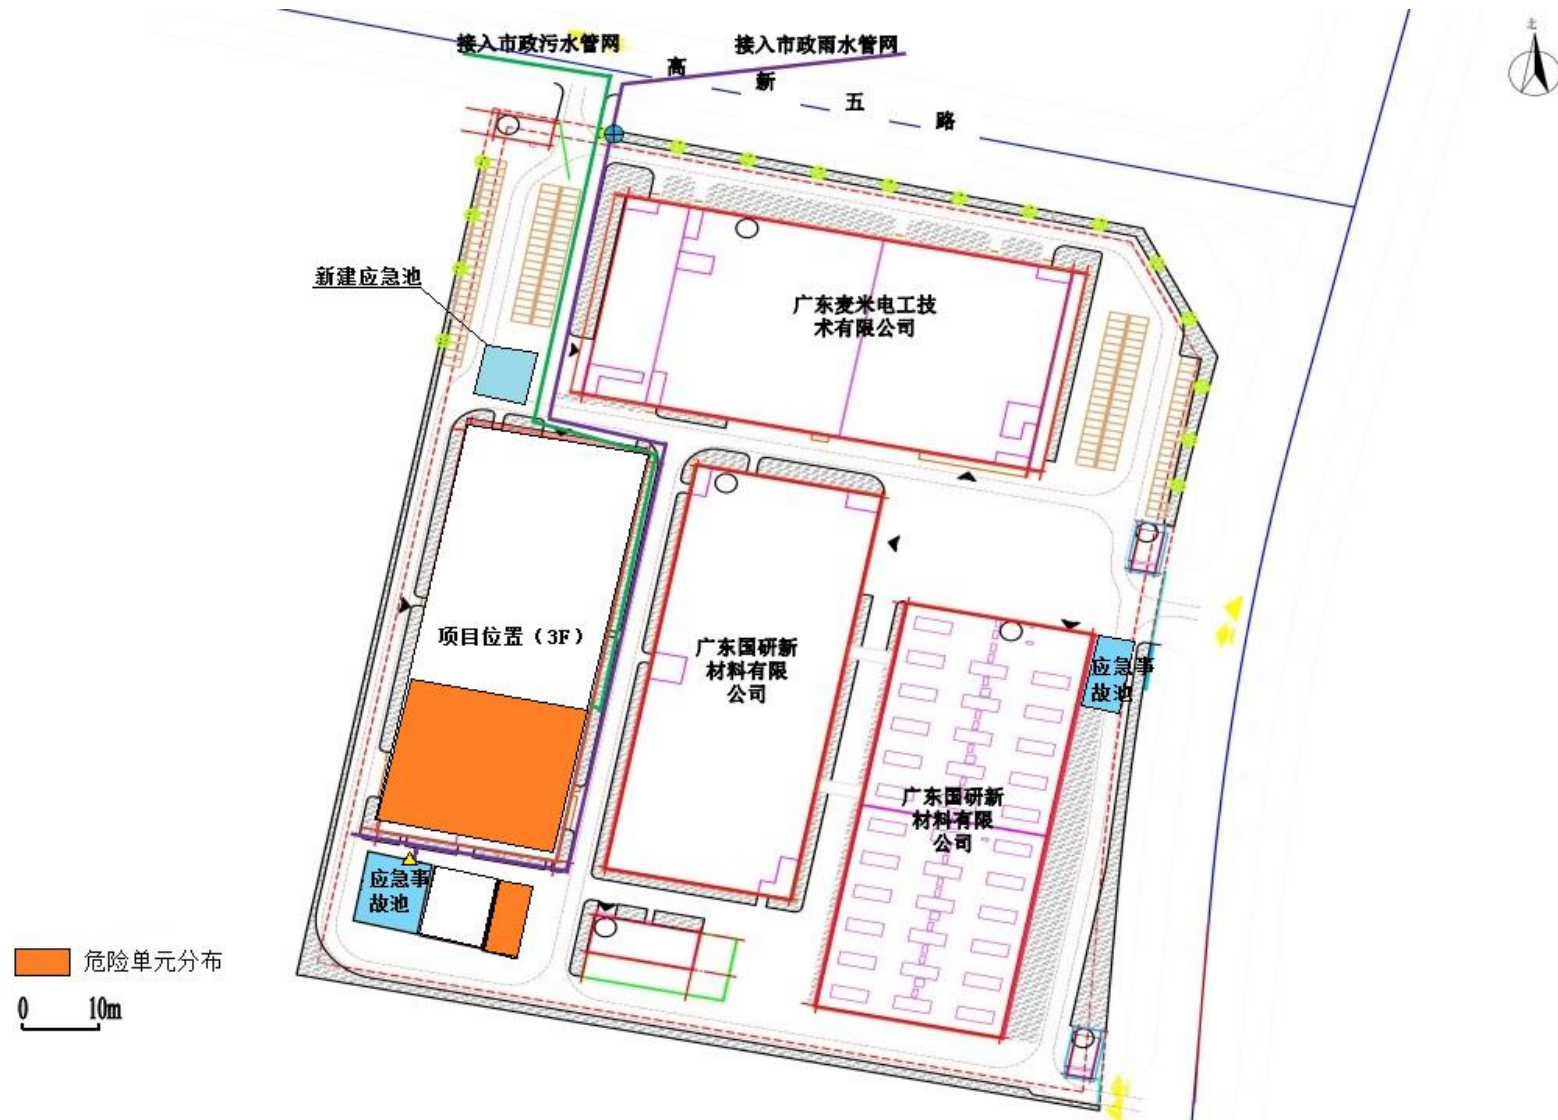 北
接入市政污水管网
接入市政雨水管网
高
新
五
路
新建应急池
广东麦米电工技
术有限公司
项目位置（3F）
广东国研新
材料有限
公司
应急事
故池
广东国研新
材料有限
公司
应急事
故池
危险单元分布
0 10m